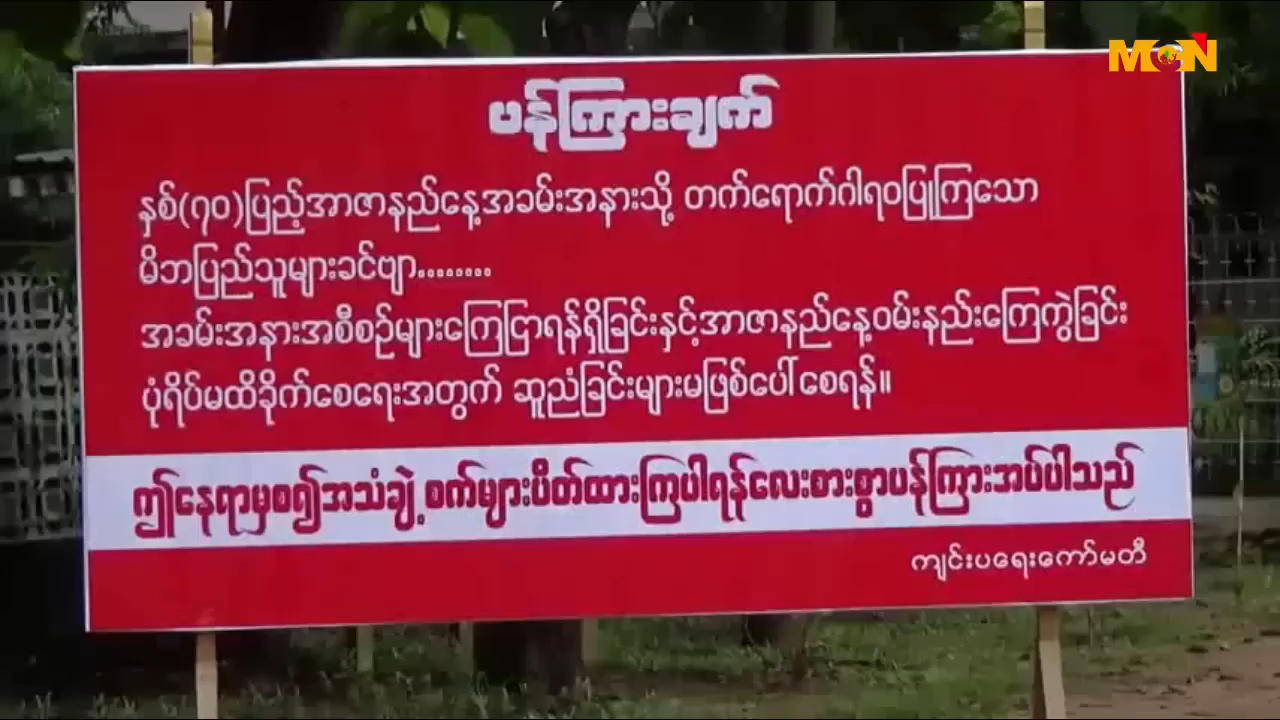 MCN
ပန်ကြားချက်
နှစ်(၇၀)ပြည့်အာဇာနည်နေ့အခမ်းအနားသို့ တက်ရောက်ဂါရဝပြုကြသော
မိဘပြည်သူများခင်ဗျာ........
အခမ်းအနားအစီစဉ်များကြေငြာရန်ရှိခြင်းနှင့်အာဇာနည်နေ့ဝမ်းနည်းကြေကွဲခြင်း
ပုံရိပ်မထိခိုက်စေရေးအတွက် ဆူညံခြင်းများမဖြစ်ပေါ်စေရန်။
ဤနေရာမှစ၍အသံချဲ့စက်များပိတ်ထားကြပါရန်လေးစားစွာပန်ကြားအပ်ပါသည်
ကျင်းပရေးကော်မတီ